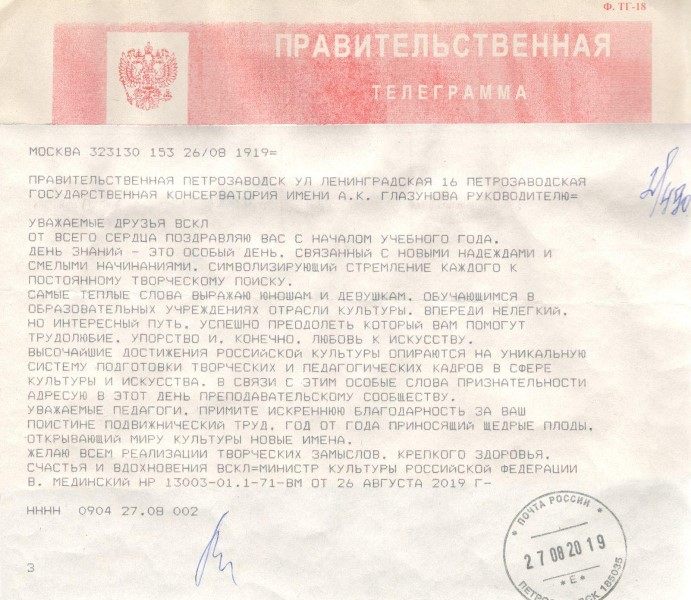 Ф. ТГ-18
ПРАВИТЕЛЬСТВЕННАЯ
ТЕЛЕГРАММА
МОСКВА 323130 153 26/08 1919=
ПРАВИТЕЛЬСТВЕННАЯ ПЕТРОЗАВОДСК УЛ ЛЕНИНГРАДСКАЯ 16 ПЕТРОЗАВОДСКАЯ
ГОСУДАРСТВЕННАЯ КОНСЕРВАТОРИЯ ИМЕНИ А.К. ГЛАЗУНОВА РУКОВОДИТЕЛЮ=
УВАЖАЕМЫЕ ДРУЗЬЯ ВСКЛ
ОТ ВСЕГО СЕРДЦА ПОЗДРАВЛЯЮ ВАС С НАЧАЛОМ УЧЕБНОГО ГОДА.
ДЕНЬ ЗНАНИЙ - ЭТО ОСОБЫЙ ДЕНЬ, СВЯЗАННЫЙ С НОВЫМИ НАДЕЖДАМИ И
СМЕЛЫМИ НАЧИНАНИЯМИ, СИМВОЛИЗИРУЮЩИЙ СТРЕМЛЕНИЕ КАЖДОГО К
ПОСТОЯННОМУ ТВОРЧЕСКОМУ ПОИСКУ.
САМЫЕ ТЕПЛЫЕ СЛОВА ВЫРАЖАЮ ЮНОШАМ И ДЕВУШКАМ, ОБУЧАЮЩИМСЯ В
ОБРАЗОВАТЕЛЬНЫХ УЧРЕЖДЕНИЯХ ОТРАСЛИ КУЛЬТУРЫ. ВПЕРЕДИ НЕЛЕГКИЙ,
НО ИНТЕРЕСНЫЙ ПУТЬ, УСПЕШНО ПРЕОДОЛЕТЬ КОТОРЫЙ ВАМ ПОМОГУТ
ТРУДОЛЮБИЕ, УПОРСТВО И, КОНЕЧНО, ЛЮБОВЬ К ИСКУССТВУ.
ВЫСОЧАЙШИЕ ДОСТИЖЕНИЯ РОССИЙСКОЙ КУЛЬТУРЫ ОПИРАЮТСЯ НА УНИКАЛЬНУЮ
СИСТЕМУ ПОДГОТОВКИ ТВОРЧЕСКИХ И ПЕДАГОГИЧЕСКИХ КАДРОВ В СФЕРЕ
КУЛЬТУРЫ И ИСКУССТВА. В СВЯЗИ С ЭТИМ ОСОБЫЕ СЛОВА ПРИЗНАТЕЛЬНОСТИ
АДРЕСУЮ В ЭТОТ ДЕНЬ ПРЕПОДАВАТЕЛЬСКОМУ СООБЩЕСТВУ.
УВАЖАЕМЫЕ ПЕДАГОГИ, ПРИМИТЕ ИСКРЕННЮЮ БЛАГОДАРНОСТЬ ЗА ВАШ
ПОИСТИНЕ ПОДВИЖНИЧЕСКИЙ ТРУД, ГОД ОТ ГОДА ПРИНОСЯЩИЙ ЩЕДРЫЕ ПЛОДЫ,
ОТКРЫВАЮЩИЙ МИРУ КУЛЬТУРЫ НОВЫЕ ИМЕНА.
ЖЕЛАЮ ВСЕМ РЕАЛИЗАЦИИ ТВОРЧЕСКИХ ЗАМЫСЛОВ, КРЕПКОГО ЗДОРОВЬЯ,
СЧАСТЬЯ И ВДОХНОВЕНИЯ ВСКЛ=МИНИСТР КУЛЬТУРЫ РОССИЙСКОЙ ФЕДЕРАЦИИ
В. МЕДИНСКИЙ НР 13003-01.1-71-ВМ ОТ 26 АВГУСТА 2019 Г-
НННН 0904 27.08 002
3
ПОЧТА РОССИИ
27 08 20 19
*Е*
185035